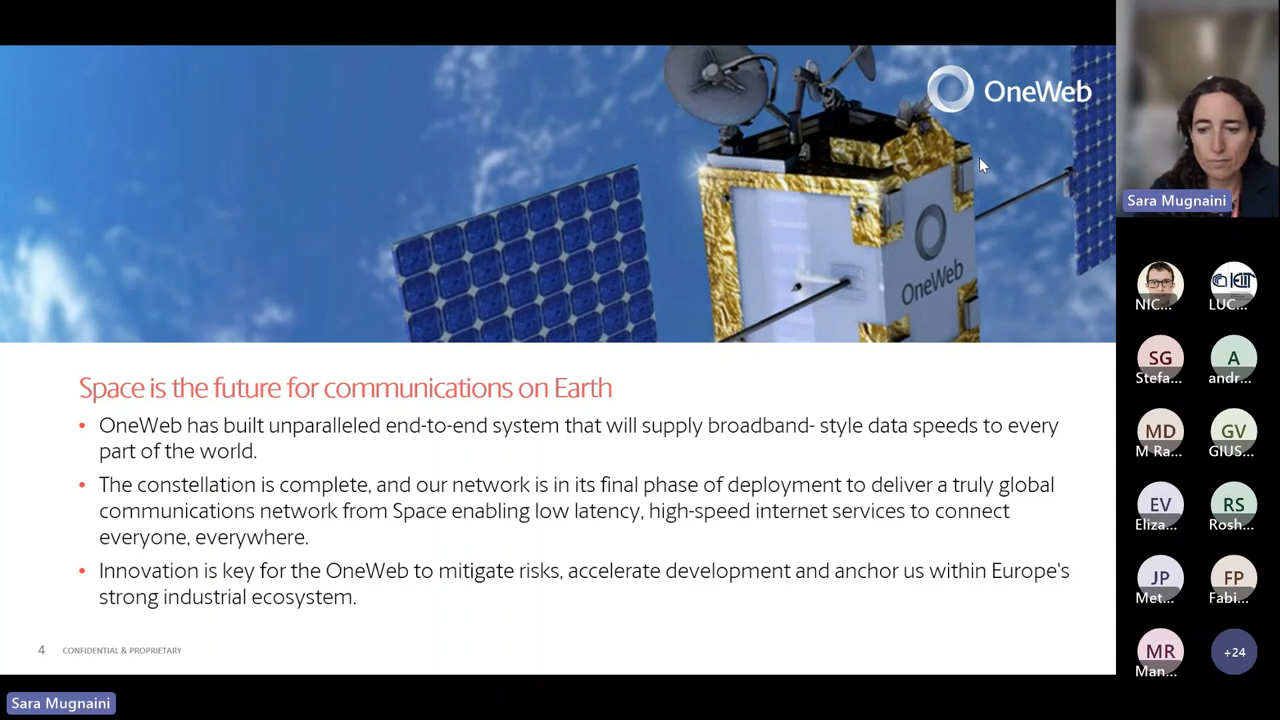 OneWeb
OneWeb
Space is the future for communications on Earth
• OneWeb has built unparalleled end-to-end system that will supply broadband- style data speeds to every
part of the world.
• The constellation is complete, and our network is in its final phase of deployment to deliver a truly global
communications network from Space enabling low latency, high-speed internet services to connect
everyone, everywhere.
• Innovation is key for the OneWeb to mitigate risks, accelerate development and anchor us within Europe's
strong industrial ecosystem.
4 CONFIDENTIAL & PROPRIETARY
Sara Mugnaini
Sara Mugnaini
NIC... LUC...
SG A
Stefa... andr...
MD GV
M Ra... GIUS...
EV RS
Eliza... Rosh...
JP FP
Met... Fabi...
MR +24
Man...